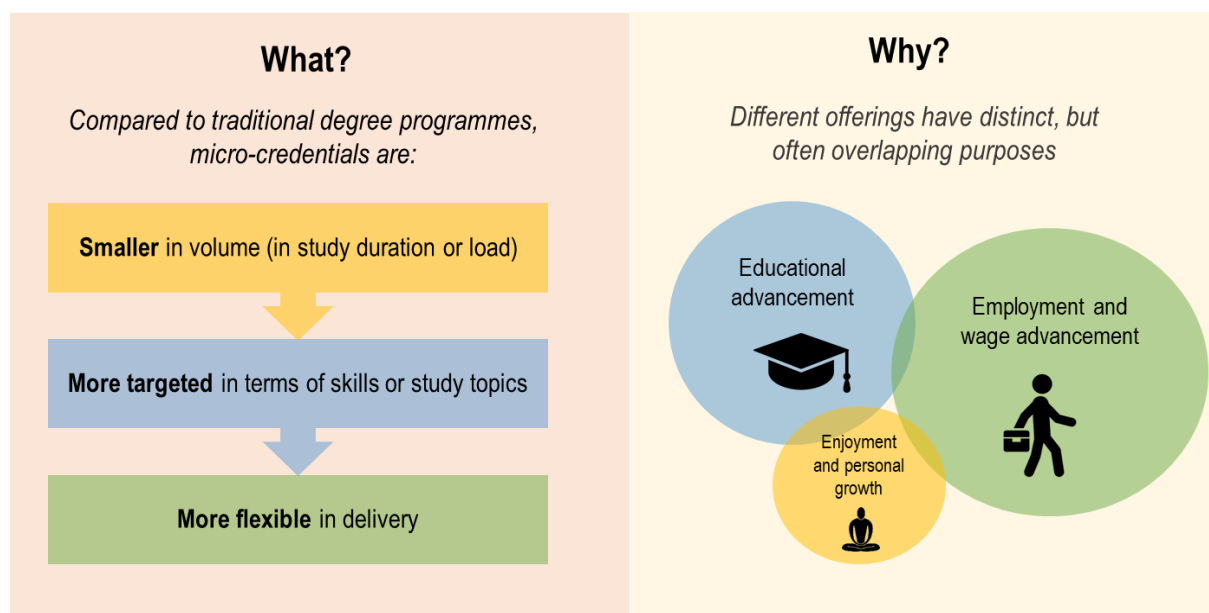 What?
Compared to traditional degree programmes,
micro-credentials are:
Smaller in volume (in study duration or load)
More targeted in terms of skills or study topics
More flexible in delivery
Why?
Different offerings have distinct, but
often overlapping purposes
Educational
advancement
Employment and
wage advancement
Enjoyment
and personal
growth